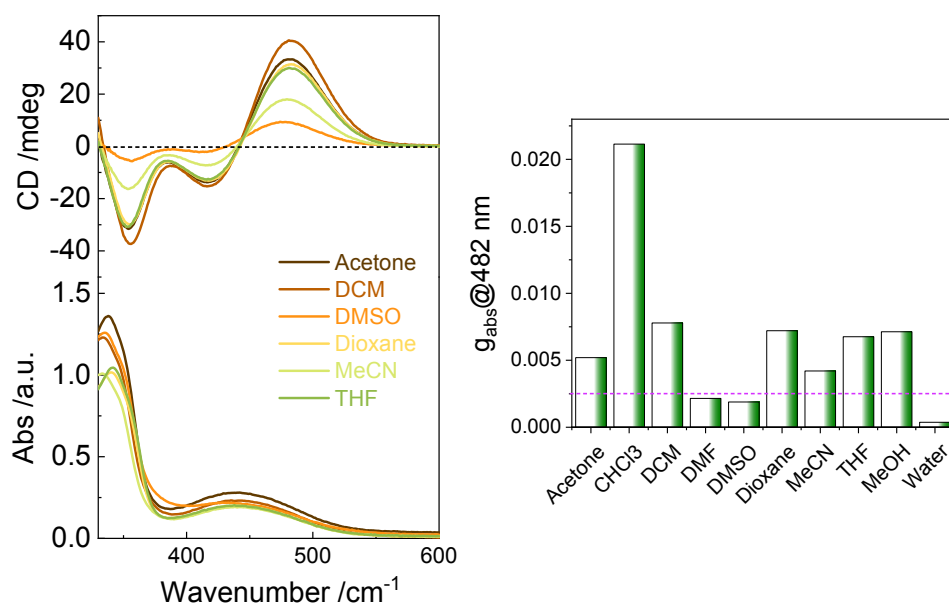 CD /mdeg
40
20
0
-20
-40
Abs /a.u.
1.5
1.0
0.5
0.0
Acetone
DCM
DMSO
Dioxane
MeCN
THF
400
500
600
Wavenumber /cm⁻¹
gabs@482 nm
0.020
0.015
0.010
0.005
0.000
Acetone
CHCl3
DCM
DMF
DMSO
Dioxane
MeCN
THF
MeOH
Water